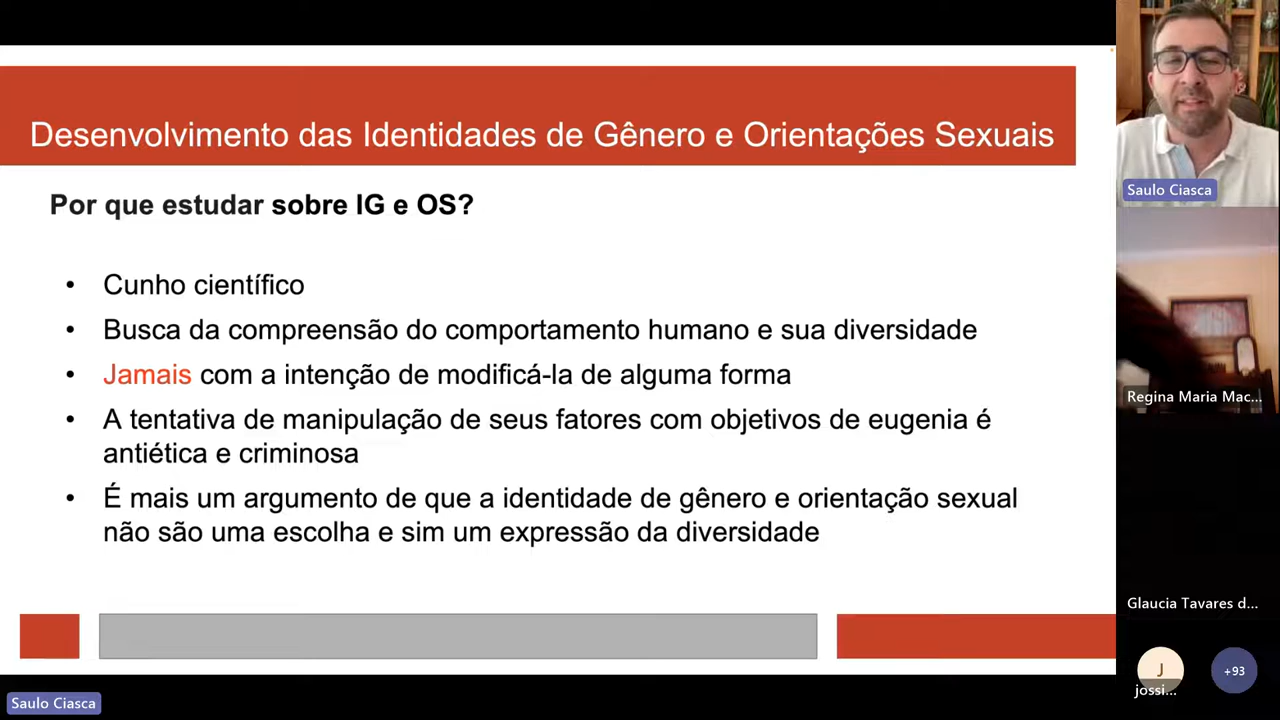 Desenvolvimento das Identidades de Gênero e Orientações Sexuais
Por que estudar sobre IG e OS?
• Cunho científico
• Busca da compreensão do comportamento humano e sua diversidade
• Jamais com a intenção de modificá-la de alguma forma
• A tentativa de manipulação de seus fatores com objetivos de eugenia é
antiética e criminosa
• É mais um argumento de que a identidade de gênero e orientação sexual
não são uma escolha e sim um expressão da diversidade
Saulo Ciasca
Saulo Ciasca
Regina Maria Mac...
Glaucia Tavares d...
J
jossi...
+93